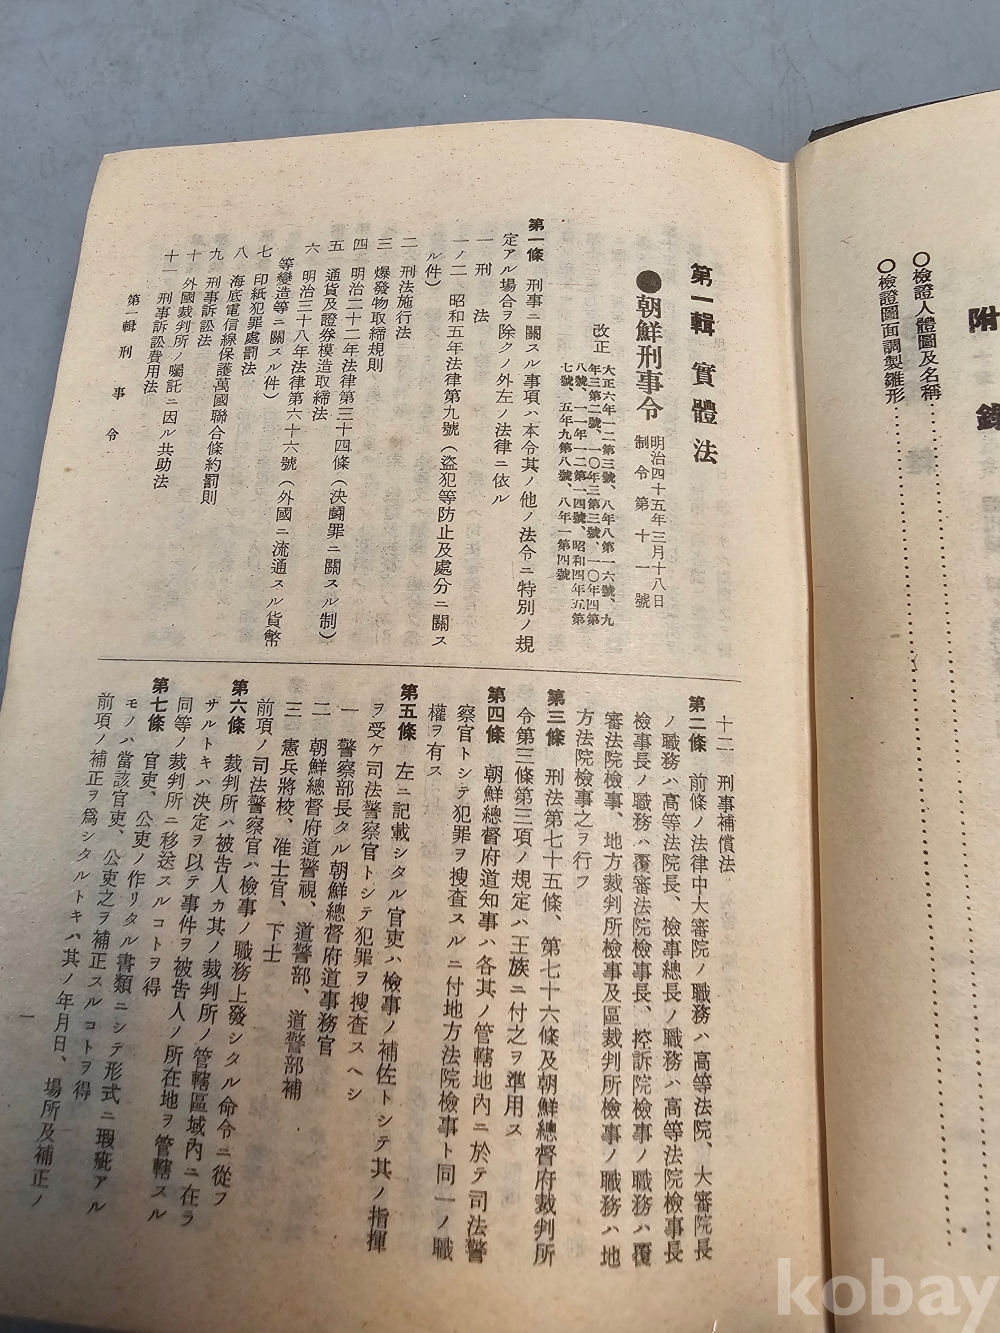 附錄
○檢證人體圖及名稱
○檢證圖面調製雛形
第一輯 實體法
●朝鮮刑事令
明治四十五年三月十八日
制令第十一號
改正
大正六年一二第三號、八年八第一六號、九
年三第二號、一〇年三第三號、一〇年四第
八號、一一年一二第一四號、昭和四年五第
七號、五年九第八號、八年一第四號
第一條 刑事ニ關スル事項ハ本令其ノ他ノ法令ニ特別ノ規
定アル場合ヲ除クノ外左ノ法律ニ依ル
一 刑法
一ノ二 昭和五年法律第九號(盜犯等防止及處分ニ關ス
ル件)
二 刑法施行法
三 爆發物取締規則
四 明治二十二年法律第三十四條(決鬪罪ニ關スル制)
五 通貨及證券模造取締法
六 明治三十八年法律第六十六號(外國ニ流通スル貨幣
等變造等ニ關スル件)
七 印紙犯罪處罰法
八 海底電信線保護萬國聯合條約罰則
九 刑事訴訟法
十 外國裁判所ノ囑託ニ因ル共助法
十一 刑事訴訟費用法
第一輯 刑事令
十二 刑事補償法
第二條 前條ノ法律中大審院ノ職務ハ高等法院、大審院長
ノ職務ハ高等法院長、檢事總長ノ職務ハ高等法院檢事長
檢事長ノ職務ハ覆審法院檢事長、控訴院檢事ノ職務ハ覆
審法院檢事、地方裁判所檢事及區裁判所檢事ノ職務ハ地
方法院檢事之ヲ行フ
第三條 刑法第七十五條、第七十六條及朝鮮總督府裁判所
令第三條第三項ノ規定ハ王族ニ付之ヲ準用ス
第四條 朝鮮總督府道知事ハ各其ノ管轄地內ニ於テ司法警
察官トシテ犯罪ヲ搜査スルニ付地方法院檢事ト同一ノ職
權ヲ有ス
第五條 左ニ記載シタル官吏ハ檢事ノ補佐トシテ其ノ指揮
ヲ受ケ司法警察官トシテ犯罪ヲ搜査スヘシ
一 警察部長タル朝鮮總督府道事務官
二 朝鮮總督府道警視、道警部、道警部補
三 憲兵將校、准士官、下士
前項ノ司法警察官ハ檢事ノ職務上發シタル命令ニ從フ
第六條 裁判所ハ被告人カ其ノ裁判所ノ管轄區域內ニ在ラ
サルトキハ決定ヲ以テ事件ヲ被告人ノ所在地ヲ管轄スル
同等ノ裁判所ニ移送スルコトヲ得
第七條 官吏、公吏ノ作リタル書類ニシテ形式ニ瑕疵アル
モノハ當該官吏、公吏之ヲ補正スルコトヲ得
前項ノ補正ヲ爲シタルトキハ其ノ年月日、場所及補正ノ
一
kobay